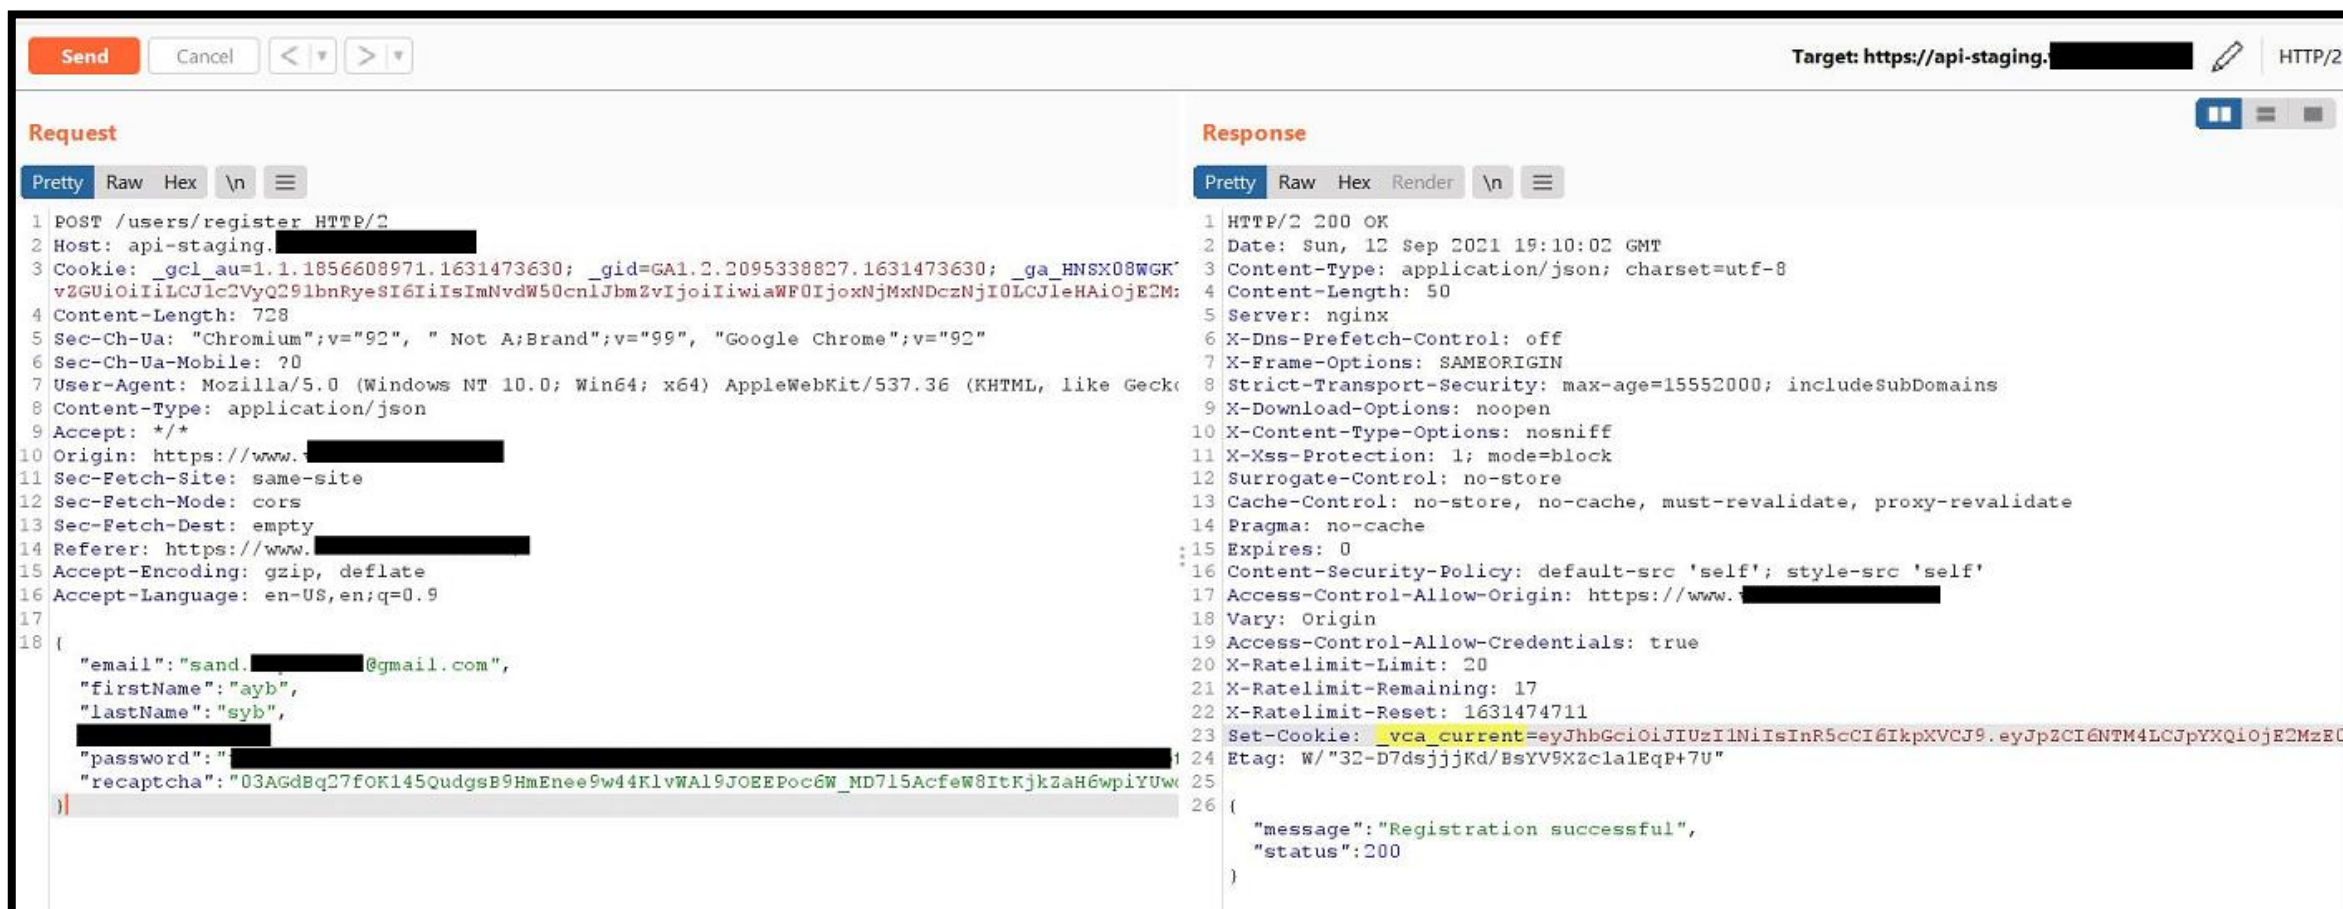 Send Cancel < >
Target: https://api-staging. HTTP/2
Request
Pretty Raw Hex \n
1 POST /users/register HTTP/2
2 Host: api-staging.
3 Cookie: _gcl_au=1.1.1856608971.1631473630; _gid=GA1.2.2095338827.1631473630; _ga_HNSX08WGK
vZGUiOiIiLCJ1c2VyQ291bnRyeSI6IiIsImNvdW50cnlJbmZvIjoiIiwiaWF0IjoxNjMxNDczNjI0LCJleHAiOjE2Mz
4 Content-Length: 728
5 Sec-Ch-Ua: "Chromium";v="92", " Not A;Brand";v="99", "Google Chrome";v="92"
6 Sec-Ch-Ua-Mobile: ?0
7 User-Agent: Mozilla/5.0 (Windows NT 10.0; Win64; x64) AppleWebKit/537.36 (KHTML, like Gecko
8 Content-Type: application/json
9 Accept: */*
10 Origin: https://www.
11 Sec-Fetch-Site: same-site
12 Sec-Fetch-Mode: cors
13 Sec-Fetch-Dest: empty
14 Referer: https://www.
15 Accept-Encoding: gzip, deflate
16 Accept-Language: en-US,en;q=0.9
17
18 {
"email":"sand. @gmail.com",
"firstName":"ayb",
"lastName":"syb",
"password":"
"recaptcha":"03AGdBq27fOK145QudgsB9HmEnee9w44KlvWAl9JOEEPoc6W_MD7l5AcfeW8ItKjkZaH6wpiYUwc
}
Response
Pretty Raw Hex Render \n
1 HTTP/2 200 OK
2 Date: Sun, 12 Sep 2021 19:10:02 GMT
3 Content-Type: application/json; charset=utf-8
4 Content-Length: 50
5 Server: nginx
6 X-Dns-Prefetch-Control: off
7 X-Frame-Options: SAMEORIGIN
8 Strict-Transport-Security: max-age=15552000; includeSubDomains
9 X-Download-Options: noopen
10 X-Content-Type-Options: nosniff
11 X-Xss-Protection: 1; mode=block
12 Surrogate-Control: no-store
13 Cache-Control: no-store, no-cache, must-revalidate, proxy-revalidate
14 Pragma: no-cache
15 Expires: 0
16 Content-Security-Policy: default-src 'self'; style-src 'self'
17 Access-Control-Allow-Origin: https://www.
18 Vary: Origin
19 Access-Control-Allow-Credentials: true
20 X-Ratelimit-Limit: 20
21 X-Ratelimit-Remaining: 17
22 X-Ratelimit-Reset: 1631474711
23 Set-Cookie: _vca_current=eyJhbGciOiJIUzI1NiIsInR5cCI6IkpXVCJ9.eyJpZCI6NTM4LCJpYXQiOjE2MzE0
24 Etag: W/"32-D7dsjjjKd/BsYV9XZc1a1EqP+7U"
25
26 {
"message":"Registration successful",
"status":200
}